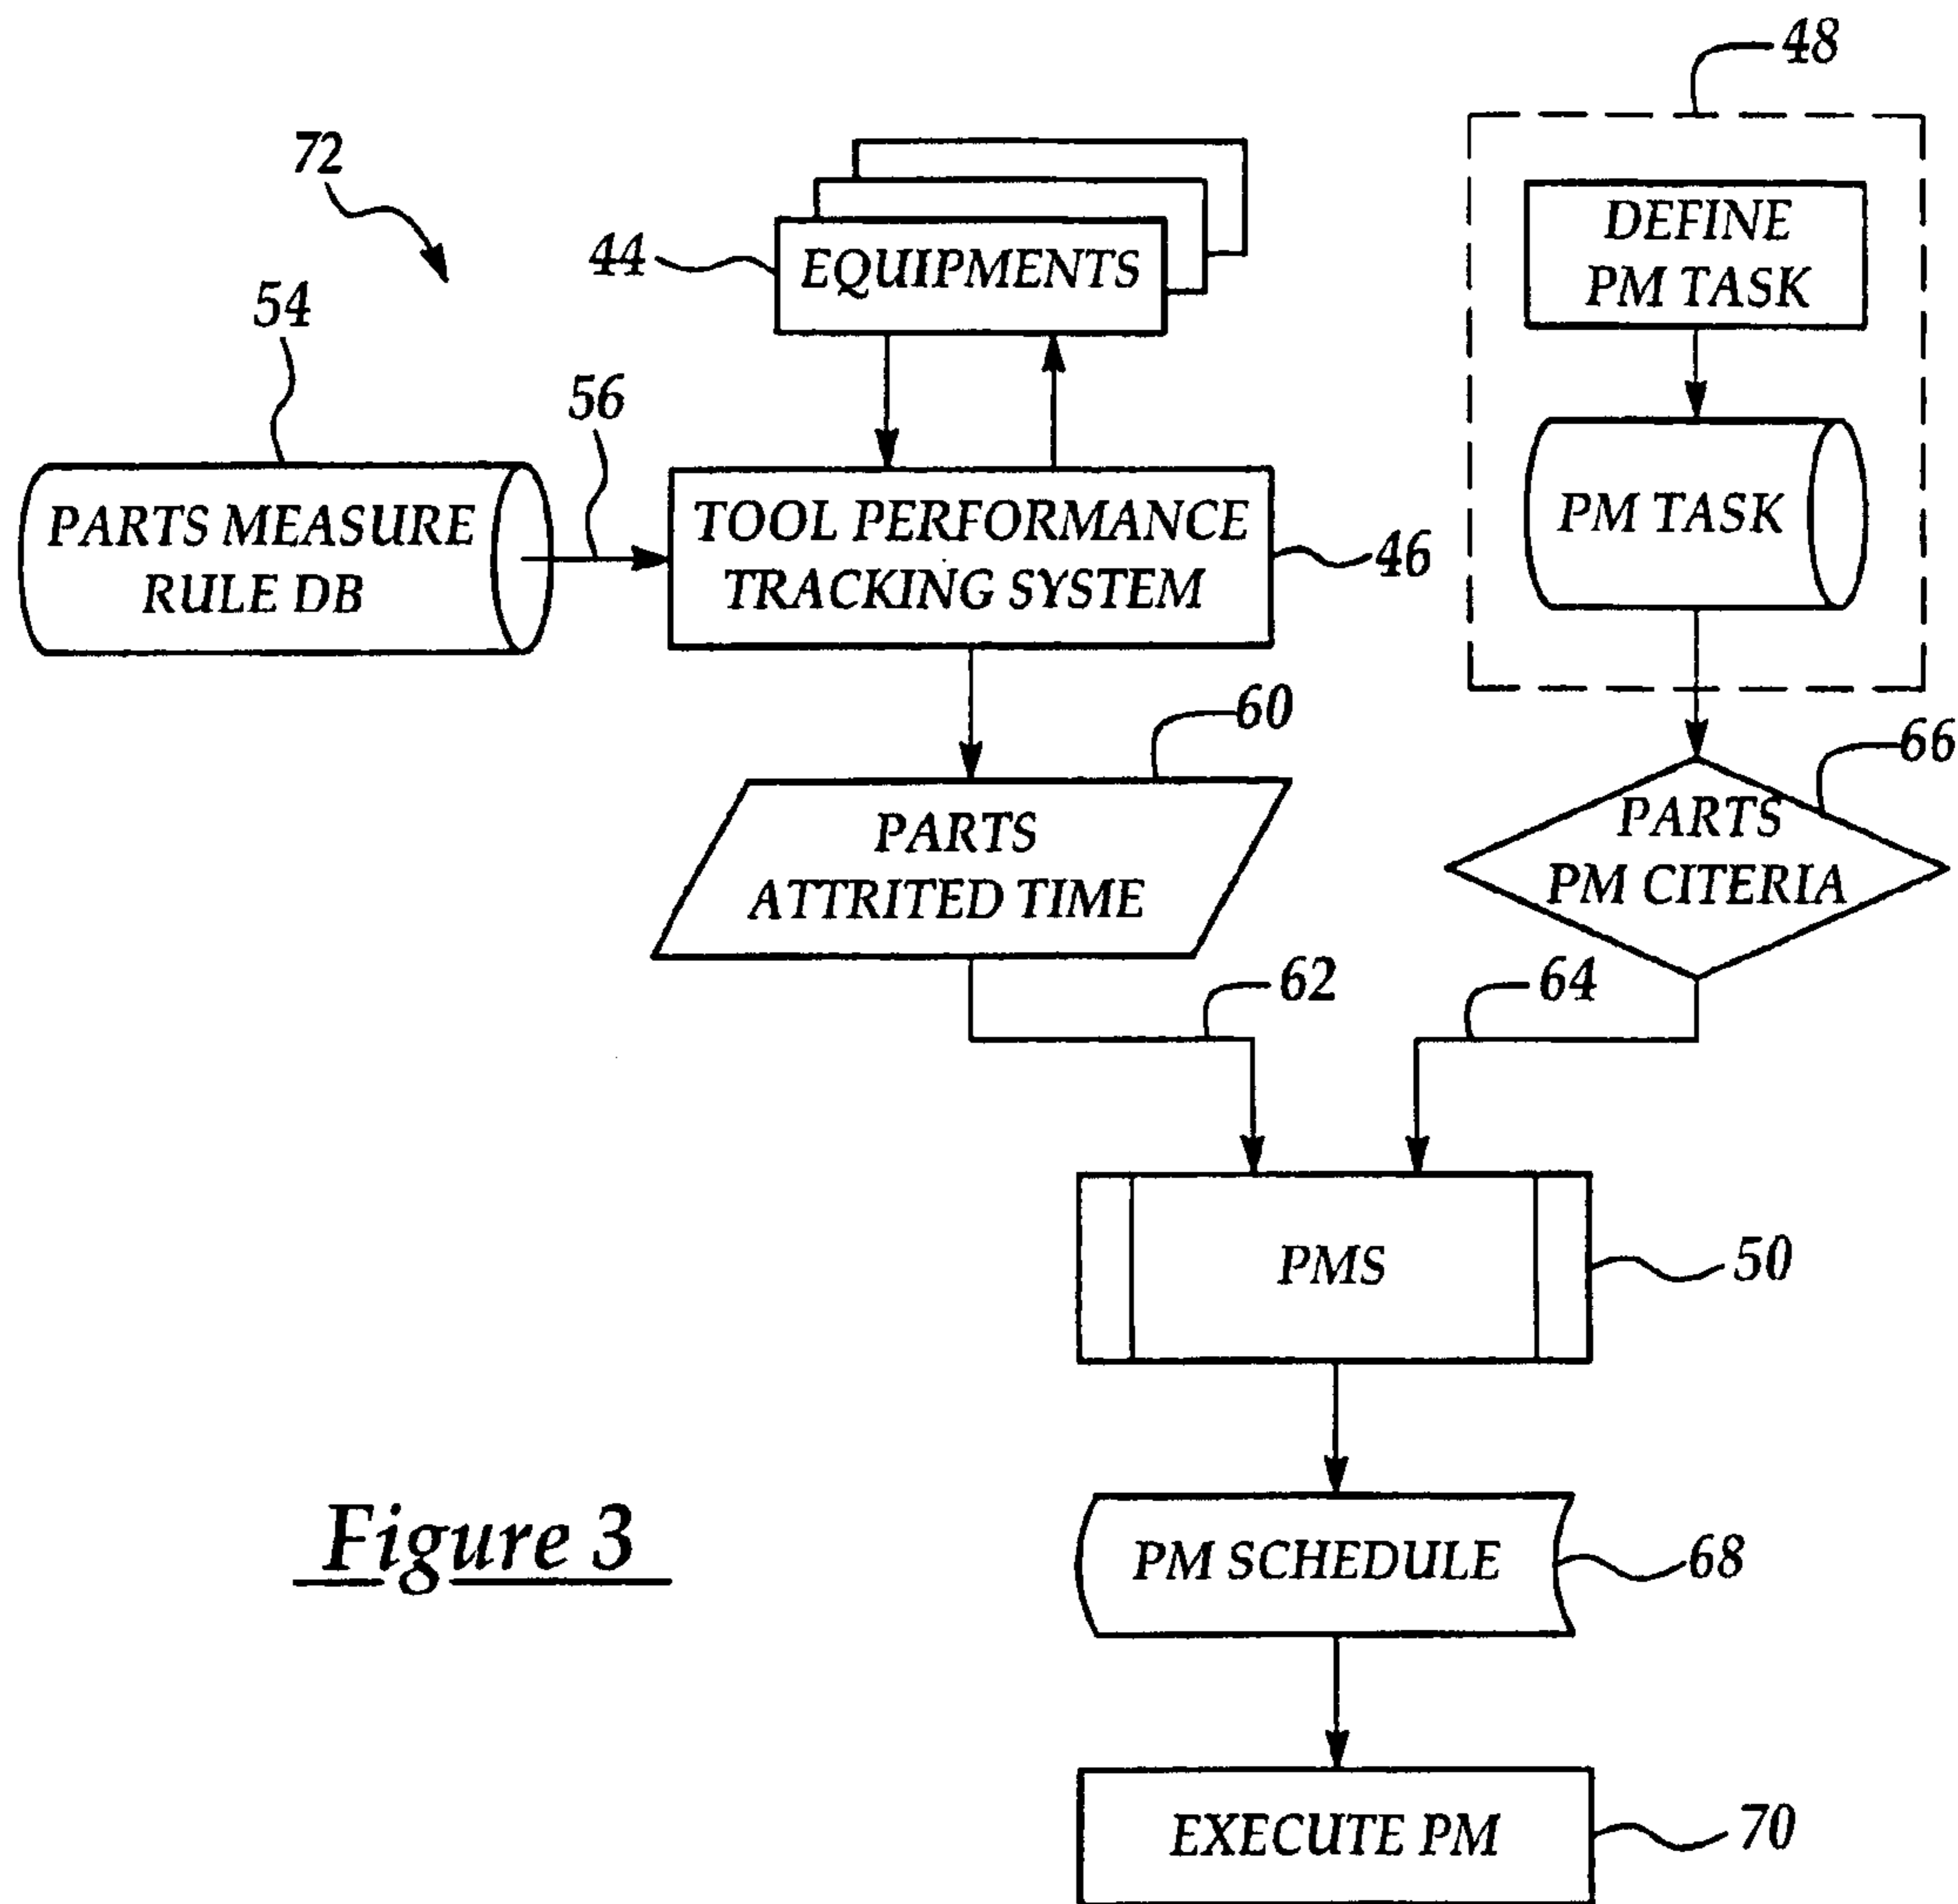 48
72
DEFINE
PM TASK
44
EQUIPMENTS
54
56
PARTS MEASURE
RULE DB
TOOL PERFORMANCE
TRACKING SYSTEM
46
PM TASK
60
66
PARTS
ATTRITED TIME
PARTS
PM CITERIA
62
64
PMS
50
PM SCHEDULE
68
Figure 3
EXECUTE PM
70